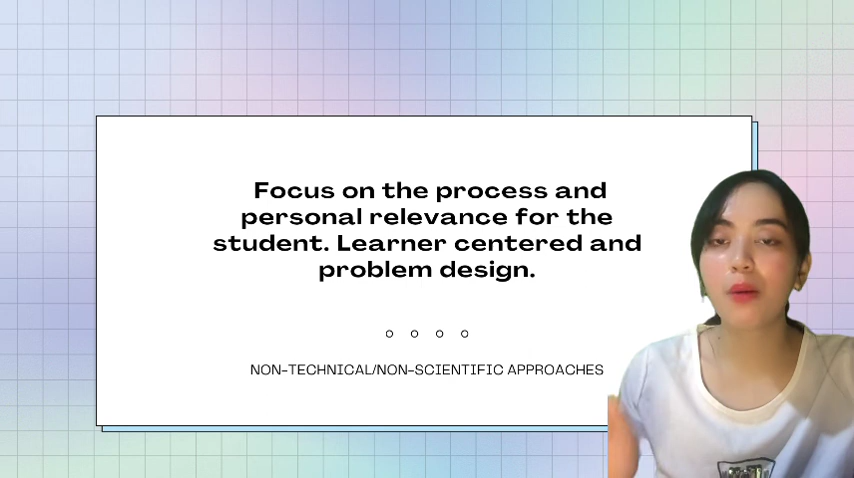 Focus on the process and
personal relevance for the
student. Learner centered and
problem design.
NON-TECHNICAL/NON-SCIENTIFIC APPROACHES